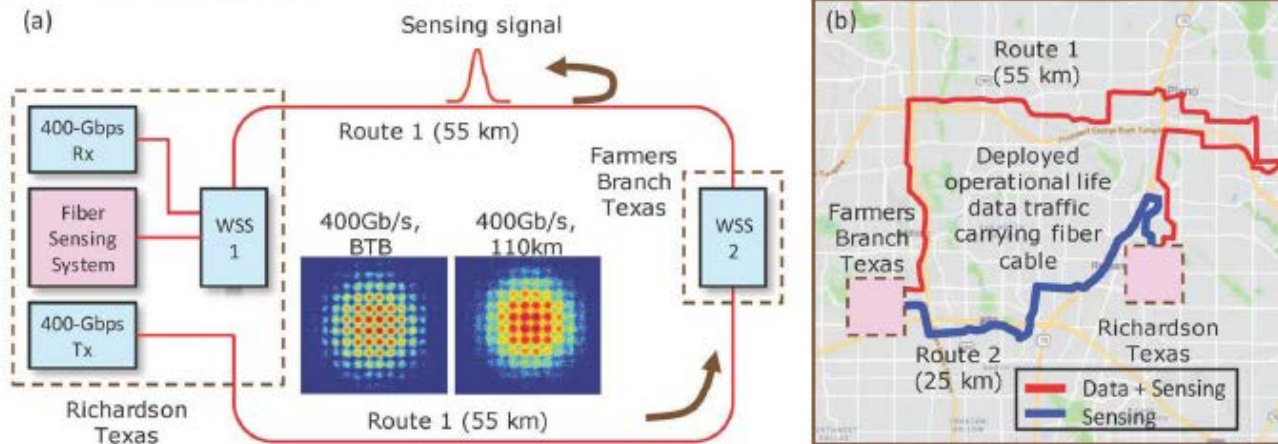 (a)
Sensing signal
400-Gbps
Rx
Route 1 (55 km)
Fiber
Sensing
System
WSS
1
Farmers
Branch
Texas
WSS
2
400Gb/s,
BTB
400Gb/s,
110km
400-Gbps
Tx
Richardson
Texas
Route 1 (55 km)
(b)
Route 1
(55 km)
Plano
Deployed
operational life
data traffic
carrying fiber
cable
Farmers
Branch
Texas
Richardson
Texas
Route 2
(25 km)
Data + Sensing
Sensing